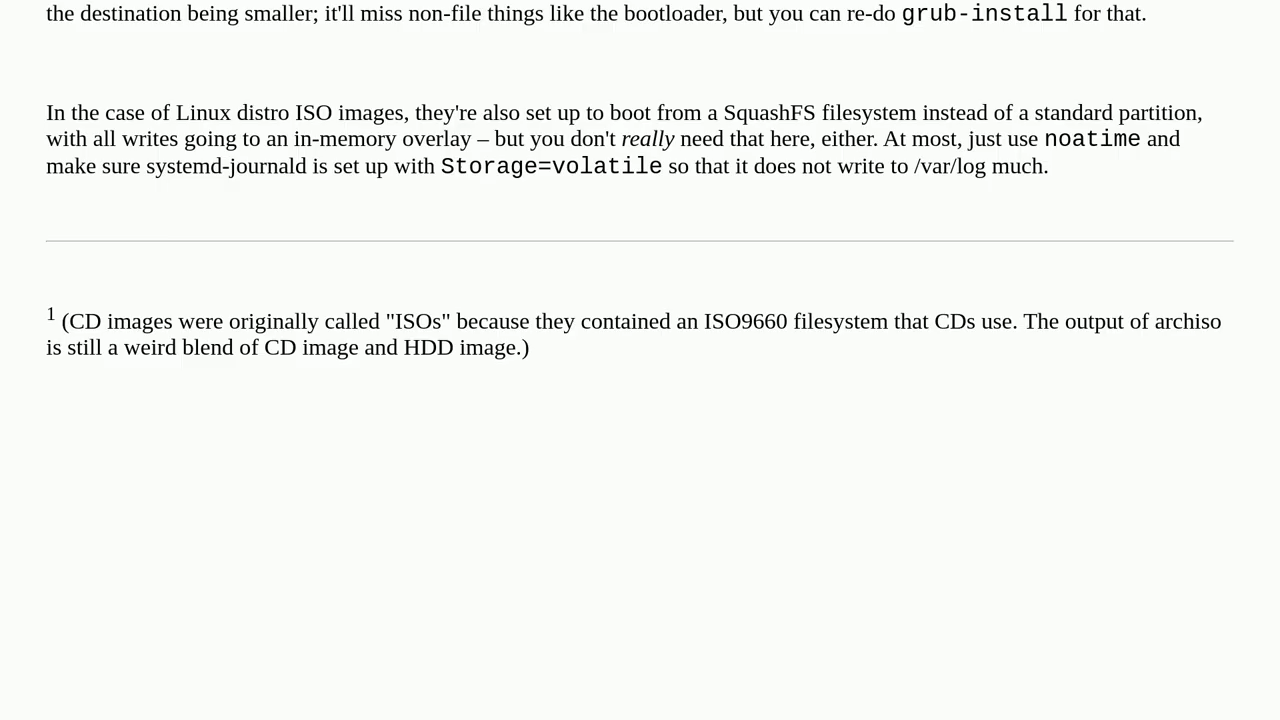 the destination being smaller; it'll miss non-file things like the bootloader, but you can re-do grub-install for that.
In the case of Linux distro ISO images, they're also set up to boot from a SquashFS filesystem instead of a standard partition,
with all writes going to an in-memory overlay – but you don't really need that here, either. At most, just use noatime and
make sure systemd-journald is set up with Storage=volatile so that it does not write to /var/log much.
1 (CD images were originally called "ISOs" because they contained an ISO9660 filesystem that CDs use. The output of archiso
is still a weird blend of CD image and HDD image.)